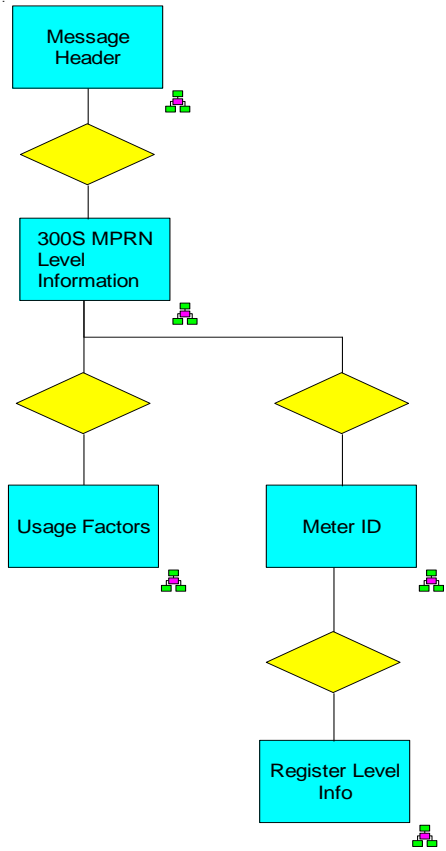 Message
Header
300S MPRN
Level
Information
Usage Factors
Meter ID
Register Level
Info